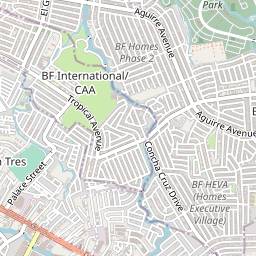 Park
Aguirre Avenue
El G
BF Homes
Phase 2
BF International/
CAA
Tropical Avenue
Aguirre Avenue
B
n Tres
Palace Street
Concha Cruz Drive
BF HEVA
(Homes
Executive
Village)